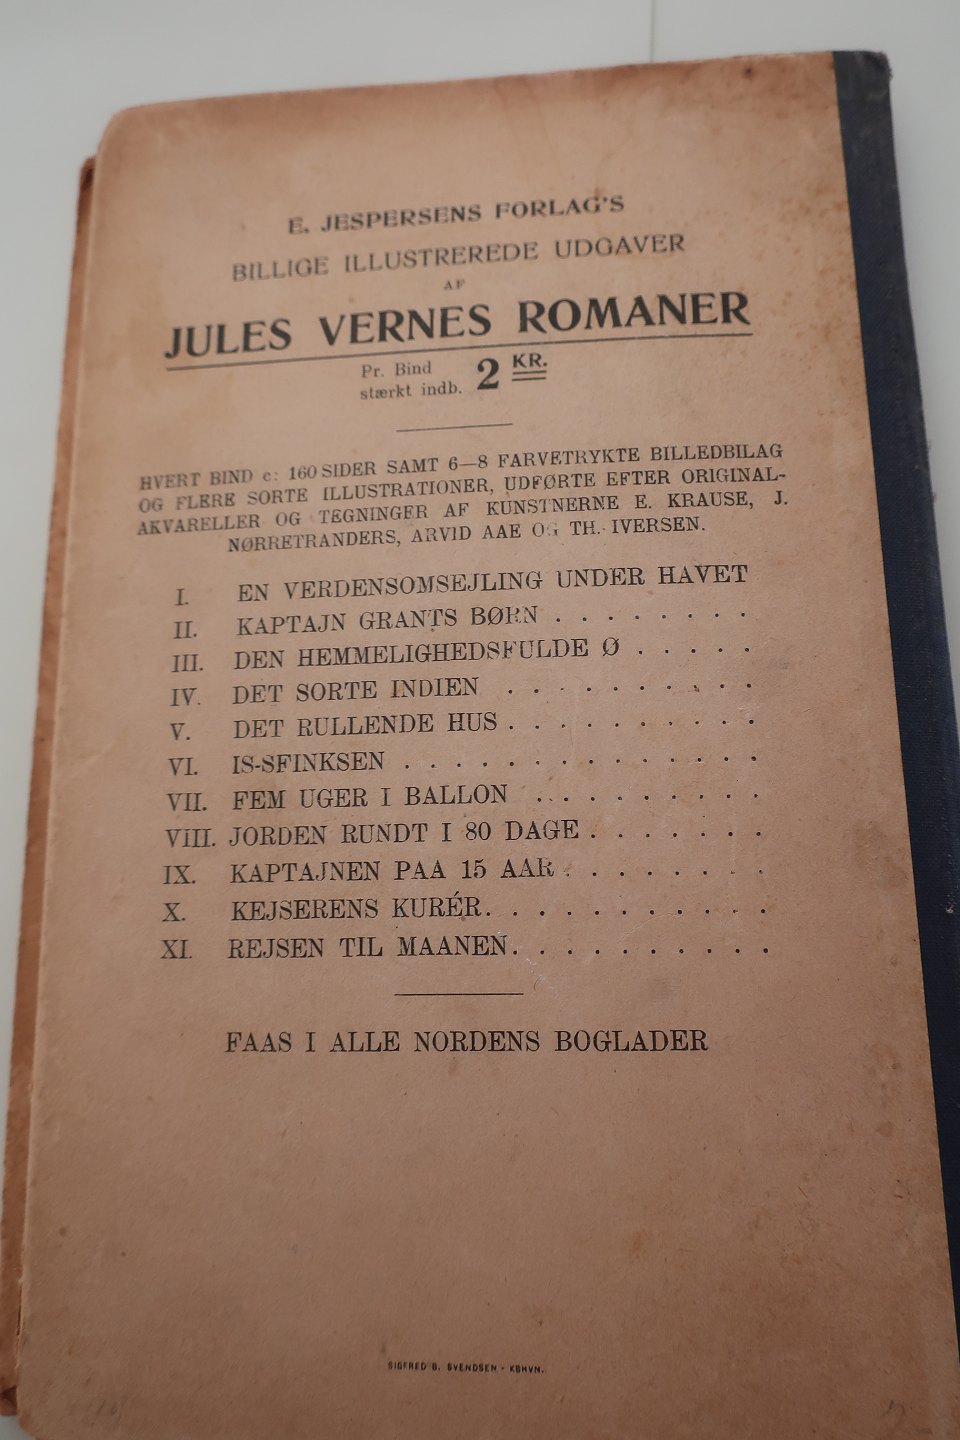 E. JESPERSENS FORLAG'S
BILLIGE ILLUSTREREDE UDGAVER
AF
JULES VERNES ROMANER
Pr. Bind
stærkt indb. 2 KR.
HVERT BIND c: 160 SIDER SAMT 6—8 FARVETRYKTE BILLEDBILAG
OG FLERE SORTE ILLUSTRATIONER, UDFØRTE EFTER ORIGINAL-
AKVARELLER OG TEGNINGER AF KUNSTNERNE E. KRAUSE, J.
NØRRETRANDERS, ARVID AAE OG TH. IVERSEN.
I. EN VERDENSOMSEJLING UNDER HAVET
II. KAPTAJN GRANTS BØRN . . . . . . . .
III. DEN HEMMELIGHEDSFULDE Ø . . . . .
IV. DET SORTE INDIEN . . . . . . . . . .
V. DET RULLENDE HUS . . . . . . . . . .
VI. IS-SFINKSEN . . . . . . . . . . . . . .
VII. FEM UGER I BALLON . . . . . . . . .
VIII. JORDEN RUNDT I 80 DAGE . . . . . . .
IX. KAPTAJNEN PAA 15 AAR . . . . . . . .
X. KEJSERENS KURÉR. . . . . . . . . . .
XI. REJSEN TIL MAANEN. . . . . . . . . .
FAAS I ALLE NORDENS BOGLADER
SIGFRED B. SVENDSEN - KBHVN.